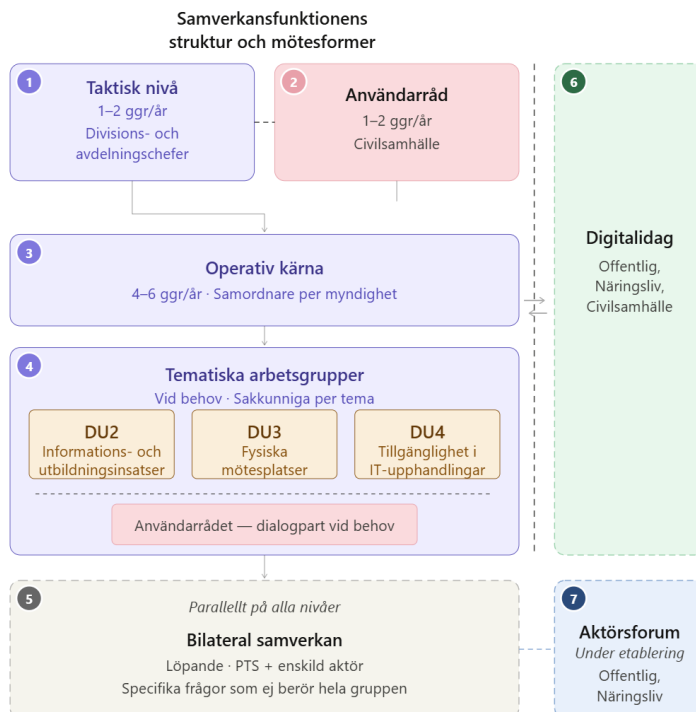 Samverkansfunktionens
struktur och mötesformer
1
Taktisk nivå
1–2 ggr/år
Divisions- och
avdelningschefer
2
Användarråd
1–2 ggr/år
Civilsamhälle
3
Operativ kärna
4–6 ggr/år · Samordnare per myndighet
4
Tematiska arbetsgrupper
Vid behov · Sakkunniga per tema
DU2
Informations- och
utbildningsinsatser
DU3
Fysiska
mötesplatser
DU4
Tillgänglighet i
IT-upphandlingar
Användarrådet — dialogpart vid behov
5
Parallellt på alla nivåer
Bilateral samverkan
Löpande · PTS + enskild aktör
Specifika frågor som ej berör hela gruppen
6
Digitalidag
Offentlig,
Näringsliv,
Civilsamhälle
7
Aktörsforum
Under etablering
Offentlig,
Näringsliv